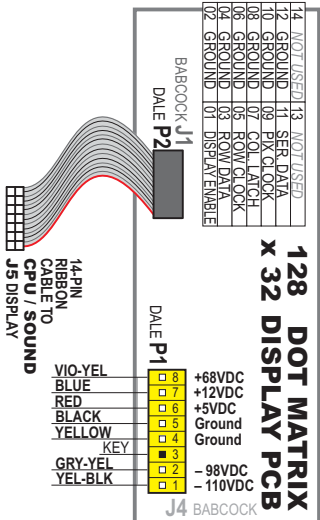 128 DOT MATRIX
x 32 DISPLAY PCB
14 NOT USED 13 NOT USED
12 GROUND 11 SER. DATA
10 GROUND 09 PIX CLOCK
08 GROUND 07 COL. LATCH
06 GROUND 05 ROW CLOCK
04 GROUND 03 ROW DATA
02 GROUND 01 DISPLAY ENABLE
BABCOCK J1
DALE P2
14-PIN
RIBBON
CABLE TO
CPU / SOUND
J5 DISPLAY
DALE P1
VIO-YEL 8 +68VDC
BLUE 7 +12VDC
RED 6 +5VDC
BLACK 5 Ground
YELLOW 4 Ground
KEY 3
GRY-YEL 2 – 98VDC
YEL-BLK 1 – 110VDC
J4 BABCOCK